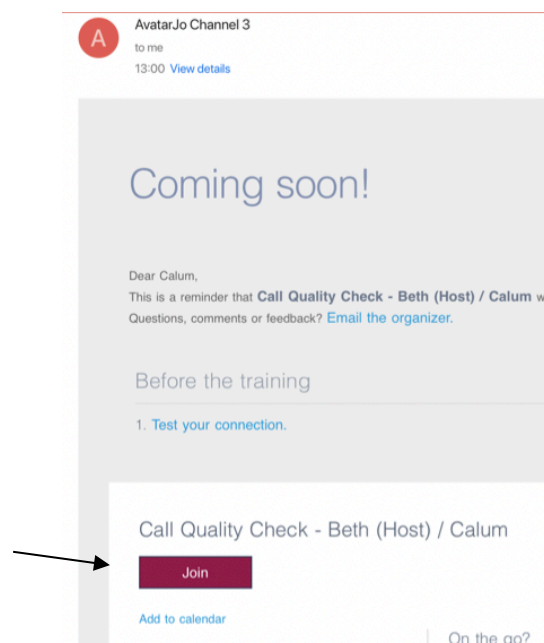 A
AvatarJo Channel 3
to me
13:00 View details
Coming soon!
Dear Calum,
This is a reminder that Call Quality Check - Beth (Host) / Calum
Questions, comments or feedback? Email the organizer.
Before the training
1. Test your connection.
Call Quality Check - Beth (Host) / Calum
Join
Add to calendar
On the go?